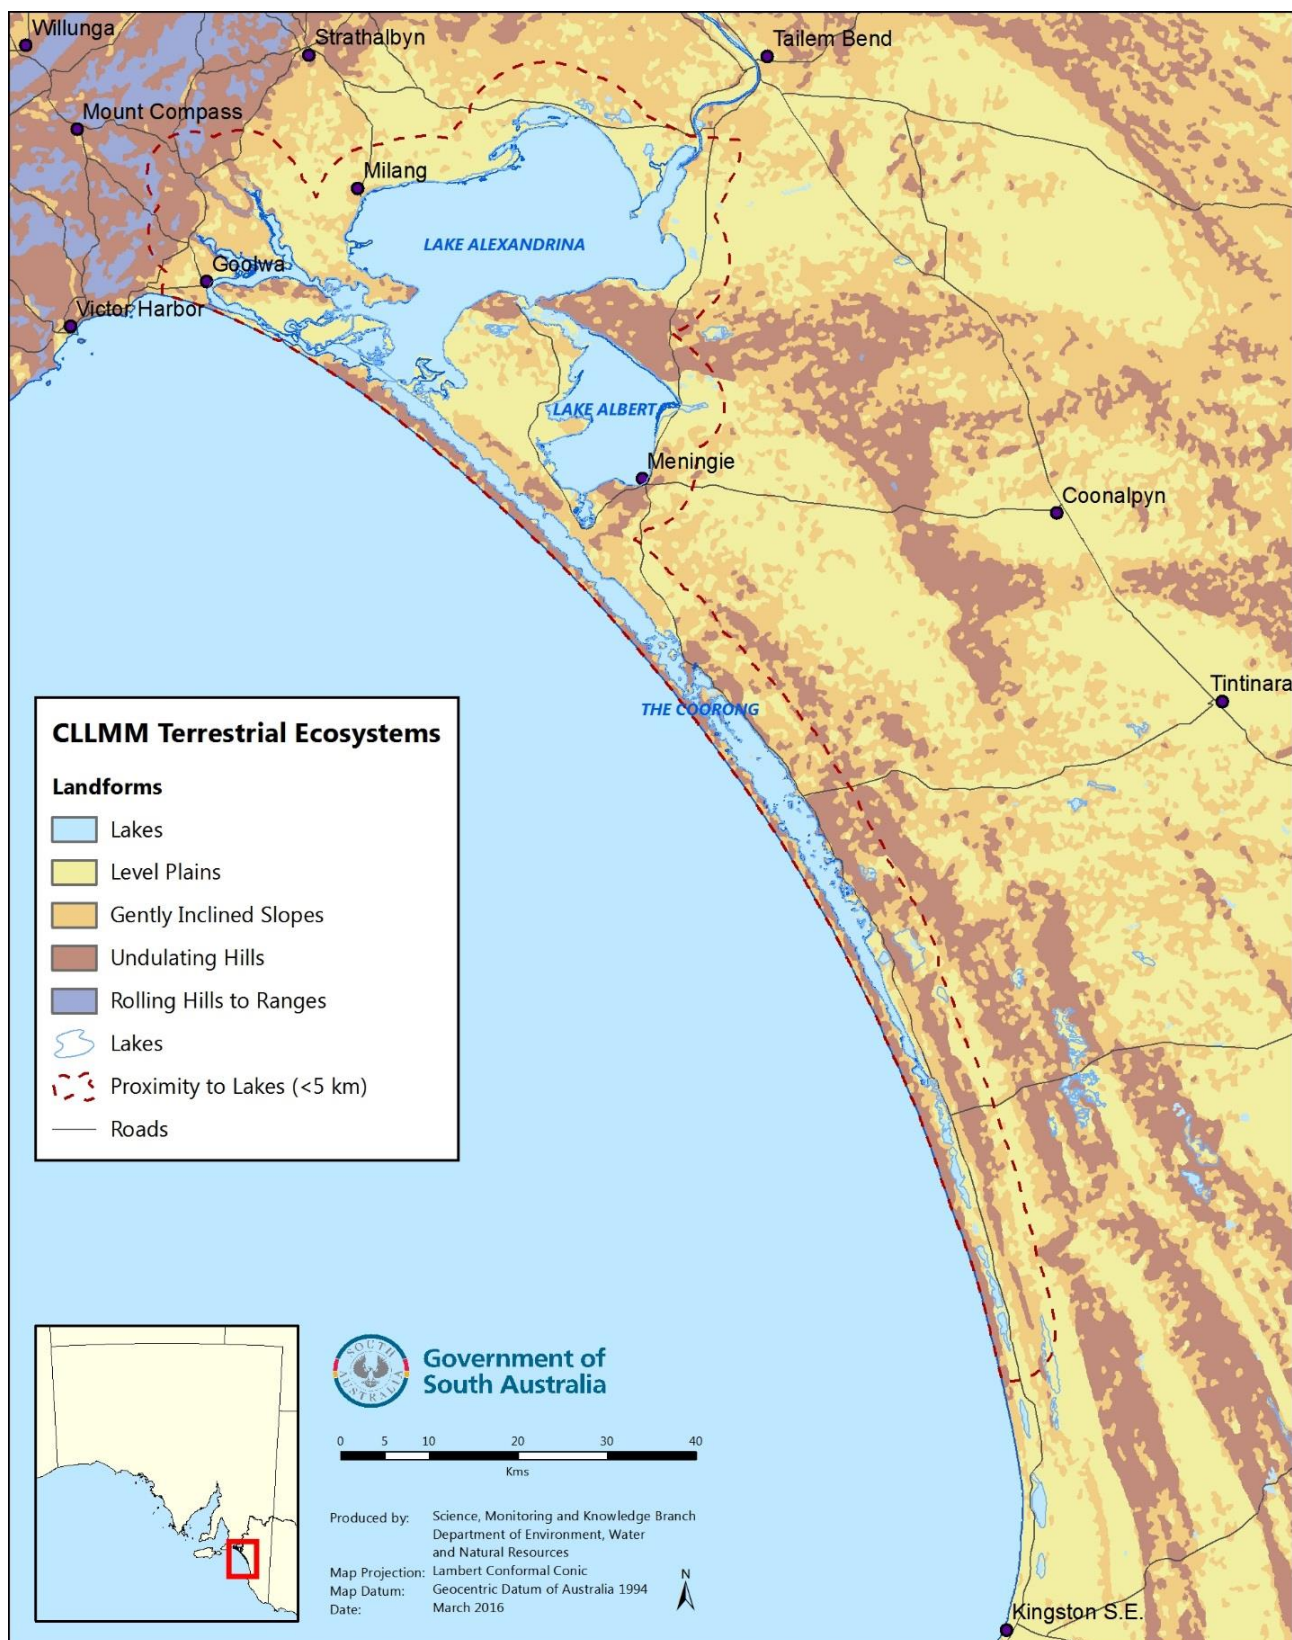 Willunga
Strathalbyn
Tailem Bend
Mount Compass
Milang
LAKE ALEXANDRINA
Goolwa
Victor Harbor
LAKE ALBERT
Meningie
Coonalpyn
Tintinara
THE COORONG
CLLMM Terrestrial Ecosystems
Landforms
Lakes
Level Plains
Gently Inclined Slopes
Undulating Hills
Rolling Hills to Ranges
Lakes
Proximity to Lakes (<5 km)
Roads
SOUTH AUSTRALIA
Government of
South Australia
0 5 10 20 30 40
Kms
Produced by: Science, Monitoring and Knowledge Branch
Department of Environment, Water
and Natural Resources
Map Projection: Lambert Conformal Conic
Map Datum: Geocentric Datum of Australia 1994
Date: March 2016
N
Kingston S.E.